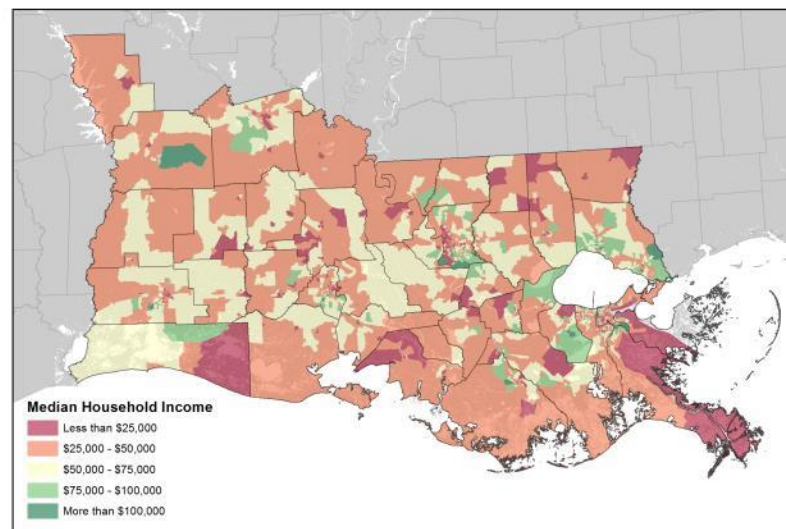 Median Household Income
Less than $25,000
$25,000 - $50,000
$50,000 - $75,000
$75,000 - $100,000
More than $100,000